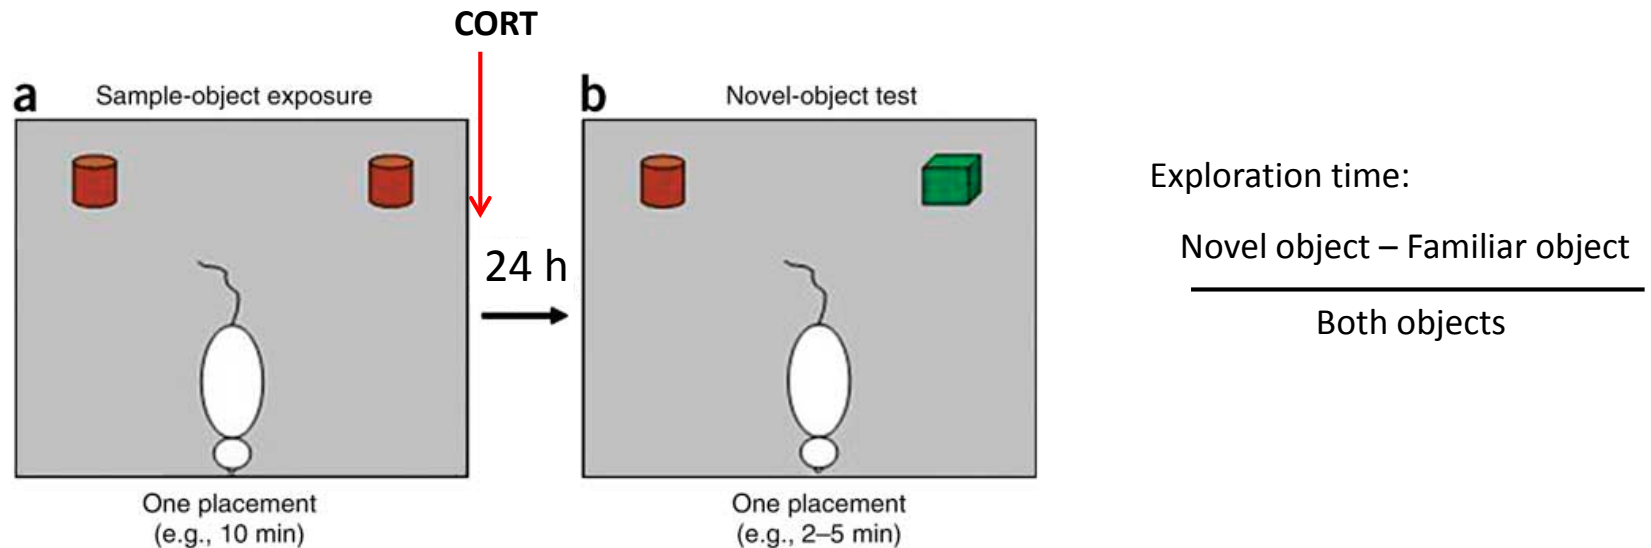 CORT
a Sample-object exposure
b Novel-object test
24 h
One placement
(e.g., 10 min)
One placement
(e.g., 2–5 min)
Exploration time:
Novel object – Familiar object
Both objects